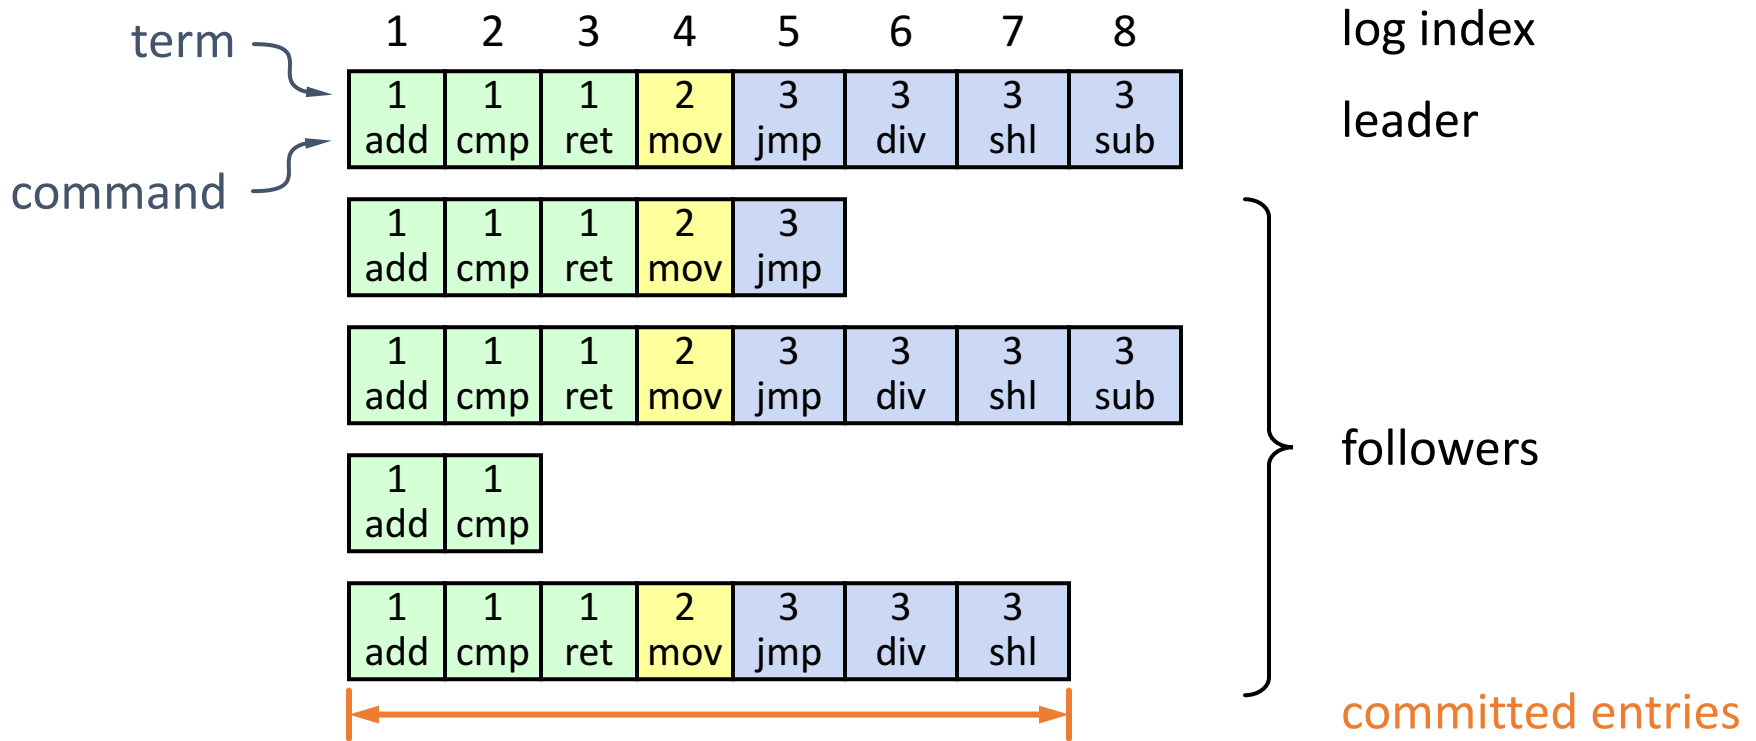 term
1 2 3 4 5 6 7 8 log index
1 1 1 2 3 3 3 3
add cmp ret mov jmp div shl sub
leader
command
1 1 1 2 3
add cmp ret mov jmp
1 1 1 2 3 3 3 3
add cmp ret mov jmp div shl sub
followers
1 1
add cmp
1 1 1 2 3 3 3
add cmp ret mov jmp div shl
committed entries